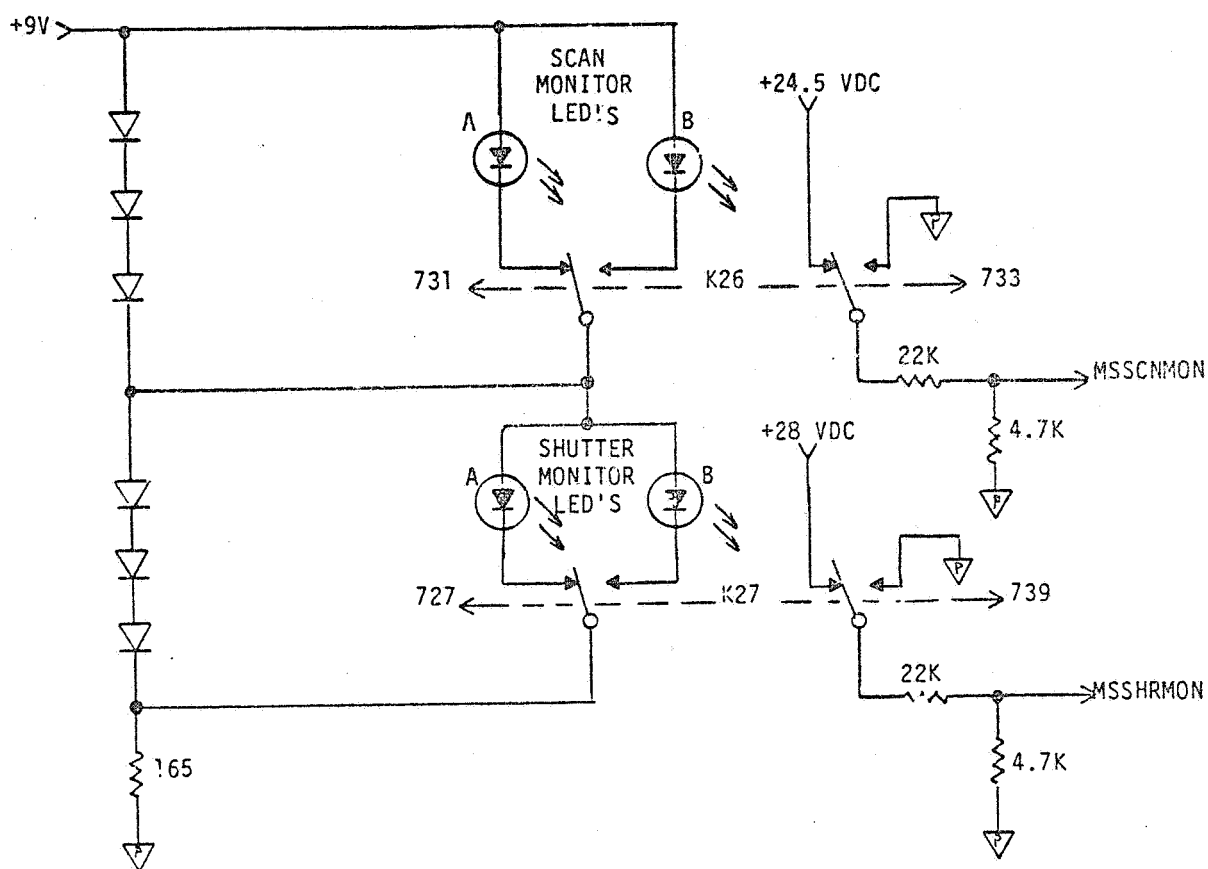 +9V
SCAN
MONITOR
LED'S
A
B
+24.5 VDC
P
731
K26
733
22K
MSSCNMON
4.7K
P
+28 VDC
SHUTTER
MONITOR
LED'S
A
B
P
727
K27
739
22K
MSSHRMON
165
4.7K
P
P